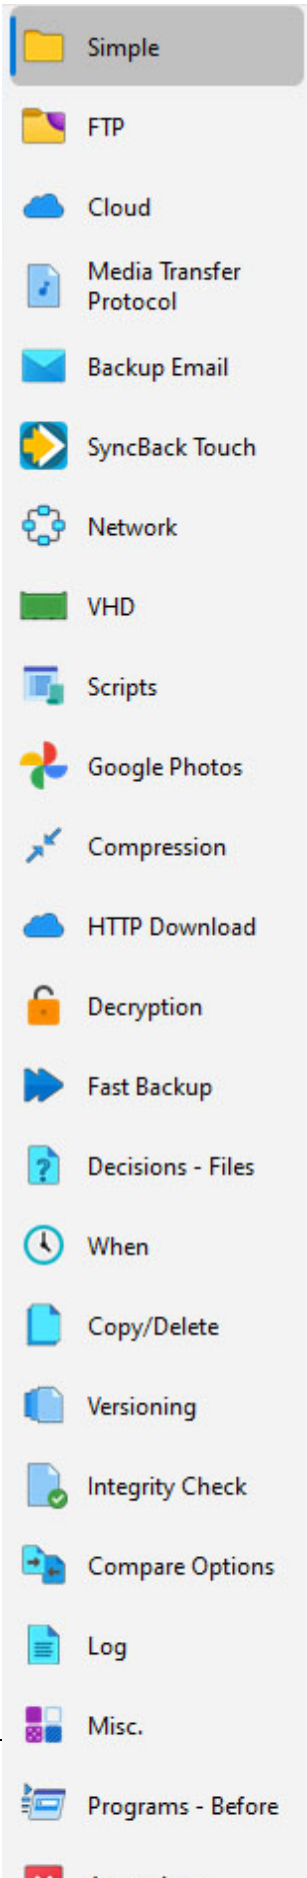 Simple
FTP
Cloud
Media Transfer
Protocol
Backup Email
SyncBack Touch
Network
VHD
Scripts
Google Photos
Compression
HTTP Download
Decryption
Fast Backup
Decisions - Files
When
Copy/Delete
Versioning
Integrity Check
Compare Options
Log
Misc.
Programs - Before